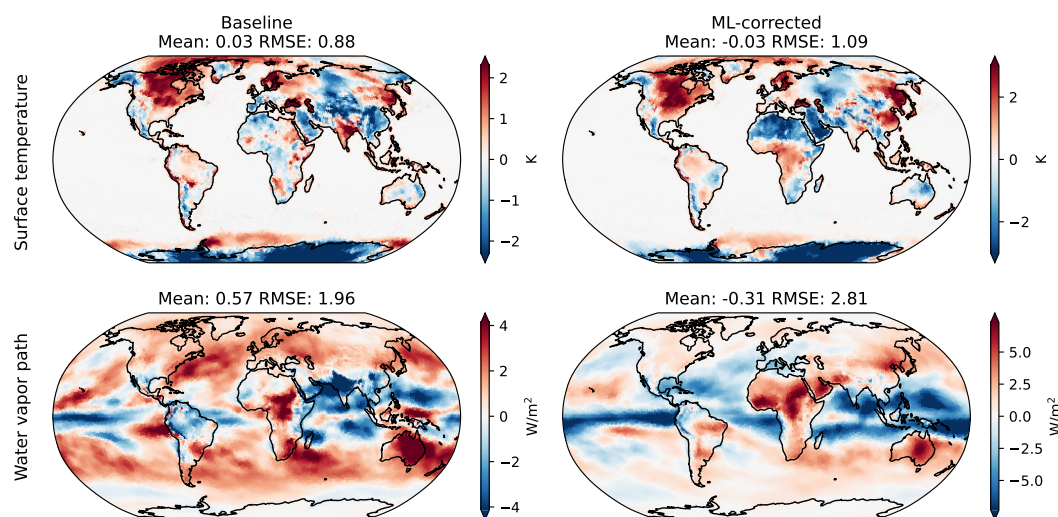 Baseline
Mean: 0.03 RMSE: 0.88
ML-corrected
Mean: -0.03 RMSE: 1.09
Surface temperature
2
1
0
−1
−2
K
2
0
−2
K
Mean: 0.57 RMSE: 1.96
Mean: -0.31 RMSE: 2.81
Water vapor path
4
2
0
−2
−4
W/m²
5.0
2.5
0.0
−2.5
−5.0
W/m²